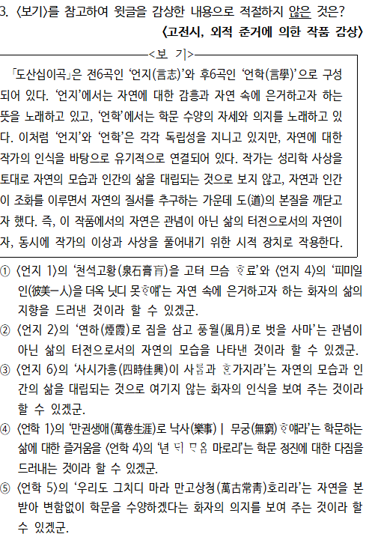 3. <보기>를 참고하여 윗글을 감상한 내용으로 적절하지 않은 것은?
<고전시, 외적 준거에 의한 작품 감상>
<보 기>
「도산십이곡」은 전6곡인 ‘언지(言志)’와 후6곡인 ‘언학(言學)’으로 구성
되어 있다. ‘언지’에서는 자연에 대한 감흥과 자연 속에 은거하고자 하는
뜻을 노래하고 있고, ‘언학’에서는 학문 수양의 자세와 의지를 노래하고 있
다. 이처럼 ‘언지’와 ‘언학’은 각각 독립성을 지니고 있지만, 자연에 대한
작가의 인식을 바탕으로 유기적으로 연결되어 있다. 작가는 성리학 사상을
토대로 자연의 모습과 인간의 삶을 대립되는 것으로 보지 않고, 자연과 인간
이 조화를 이루면서 자연의 질서를 추구하는 가운데 도(道)의 본질을 깨닫고
자 했다. 즉, 이 작품에서의 자연은 관념이 아닌 삶의 터전으로서의 자연이
자, 동시에 작가의 이상과 사상을 풀어내기 위한 시적 장치로 작용한다.
① <언지 1>의 ‘천석고황(泉石膏肓)을 고텨 므슴 ᄒᆞ료’와 <언지 4>의 ‘피미일
인(彼美一人)을 더옥 닛디 못ᄒᆞ얘’는 자연 속에 은거하고자 하는 화자의 삶의
지향을 드러낸 것이라 할 수 있겠군.
② <언지 2>의 ‘연하(煙霞)로 집을 삼고 풍월(風月)로 벗을 사마’는 관념이
아닌 삶의 터전으로서의 자연의 모습을 나타낸 것이라 할 수 있겠군.
③ <언지 6>의 ‘사시가흥(四時佳興)이 사ᄅᆞᆷ과 ᄒᆞᆫ가지라’는 자연의 모습과 인
간의 삶을 대립되는 것으로 여기지 않는 화자의 인식을 보여 주는 것이라
할 수 있겠군.
④ <언학 1>의 ‘만권생애(萬卷生涯)로 낙사(樂事)ㅣ 무궁(無窮)ᄒᆞ얘라’는 학문하는
삶에 대한 즐거움을 <언학 4>의 ‘년 ᄃᆡ ᄆᆞᄋᆞᆷ 마로리’는 학문 정진에 대한 다짐을
드러내는 것이라 할 수 있겠군.
⑤ <언학 5>의 ‘우리도 그치디 마라 만고상청(萬古常靑)호리라’는 자연을 본
받아 변함없이 학문을 수양하겠다는 화자의 의지를 보여 주는 것이라 할
수 있겠군.